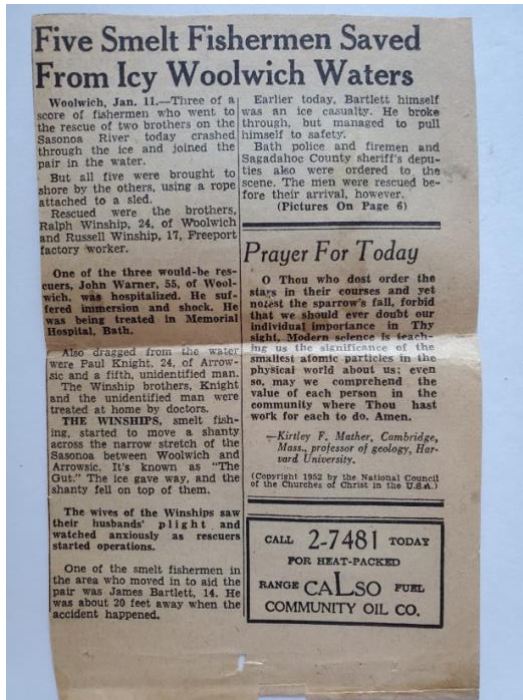 Five Smelt Fishermen Saved
From Icy Woolwich Waters
Woolwich, Jan. 11.—Three of a
score of fishermen who went to
the rescue of two brothers on the
Sasonoa River today crashed
through the ice and joined the
pair in the water.
But all five were brought to
shore by the others, using a rope
attached to a sled.
Rescued were the brothers,
Ralph Winship, 24, of Woolwich
and Russell Winship, 17, Freeport
factory worker.
One of the three would-be res-
cuers, John Warner, 55, of Wool-
wich, was hospitalized. He suf-
fered immersion and shock. He
was being treated in Memorial
Hospital, Bath.
Also dragged from the water
were Paul Knight, 24, of Arrow-
sic and a fifth, unidentified man.
The Winship brothers, Knight
and the unidentified man were
treated at home by doctors.
THE WINSHIPS, smelt fish-
ing, started to move a shanty
across the narrow stretch of the
Sasonoa between Woolwich and
Arrowsic. It's known as "The
Gut." The ice gave way, and the
shanty fell on top of them.
The wives of the Winships saw
their husbands' plight and
watched anxiously as rescuers
started operations.
One of the smelt fishermen in
the area who moved in to aid the
pair was James Bartlett, 14. He
was about 20 feet away when the
accident happened.
Earlier today, Bartlett himself
was an ice casualty. He broke
through, but managed to pull
himself to safety.
Bath police and firemen and
Sagadahoc County sheriff's depu-
ties also were ordered to the
scene. The men were rescued be-
fore their arrival, however.
(Pictures On Page 6)
Prayer For Today
O Thou who dost order the
stars in their courses and yet
notest the sparrow's fall, forbid
that we should ever doubt our
individual importance in Thy
sight. Modern science is teach-
ing us the significance of the
smallest atomic particles in the
physical world about us; even
so, may we comprehend the
value of each person in the
community where Thou hast
work for each to do. Amen.
—Kirtley F. Mather, Cambridge,
Mass., professor of geology, Har-
vard University.
(Copyright 1952 by the National Council
of the Churches of Christ in the U.S.A.)
CALL 2-7481 TODAY
FOR HEAT-PACKED
RANGE CALSO FUEL
COMMUNITY OIL CO.